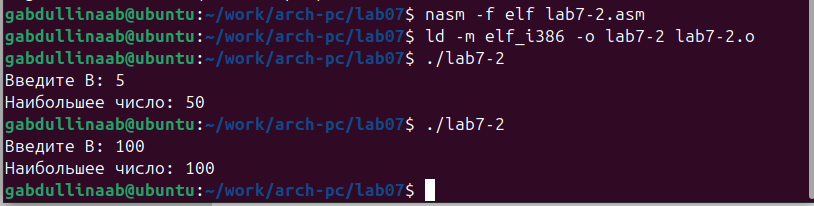 gabdullinaab@ubuntu:~/work/arch-pc/lab07$ nasm -f elf lab7-2.asm
gabdullinaab@ubuntu:~/work/arch-pc/lab07$ ld -m elf_i386 -o lab7-2 lab7-2.o
gabdullinaab@ubuntu:~/work/arch-pc/lab07$ ./lab7-2
Введите B: 5
Наибольшее число: 50
gabdullinaab@ubuntu:~/work/arch-pc/lab07$ ./lab7-2
Введите B: 100
Наибольшее число: 100
gabdullinaab@ubuntu:~/work/arch-pc/lab07$